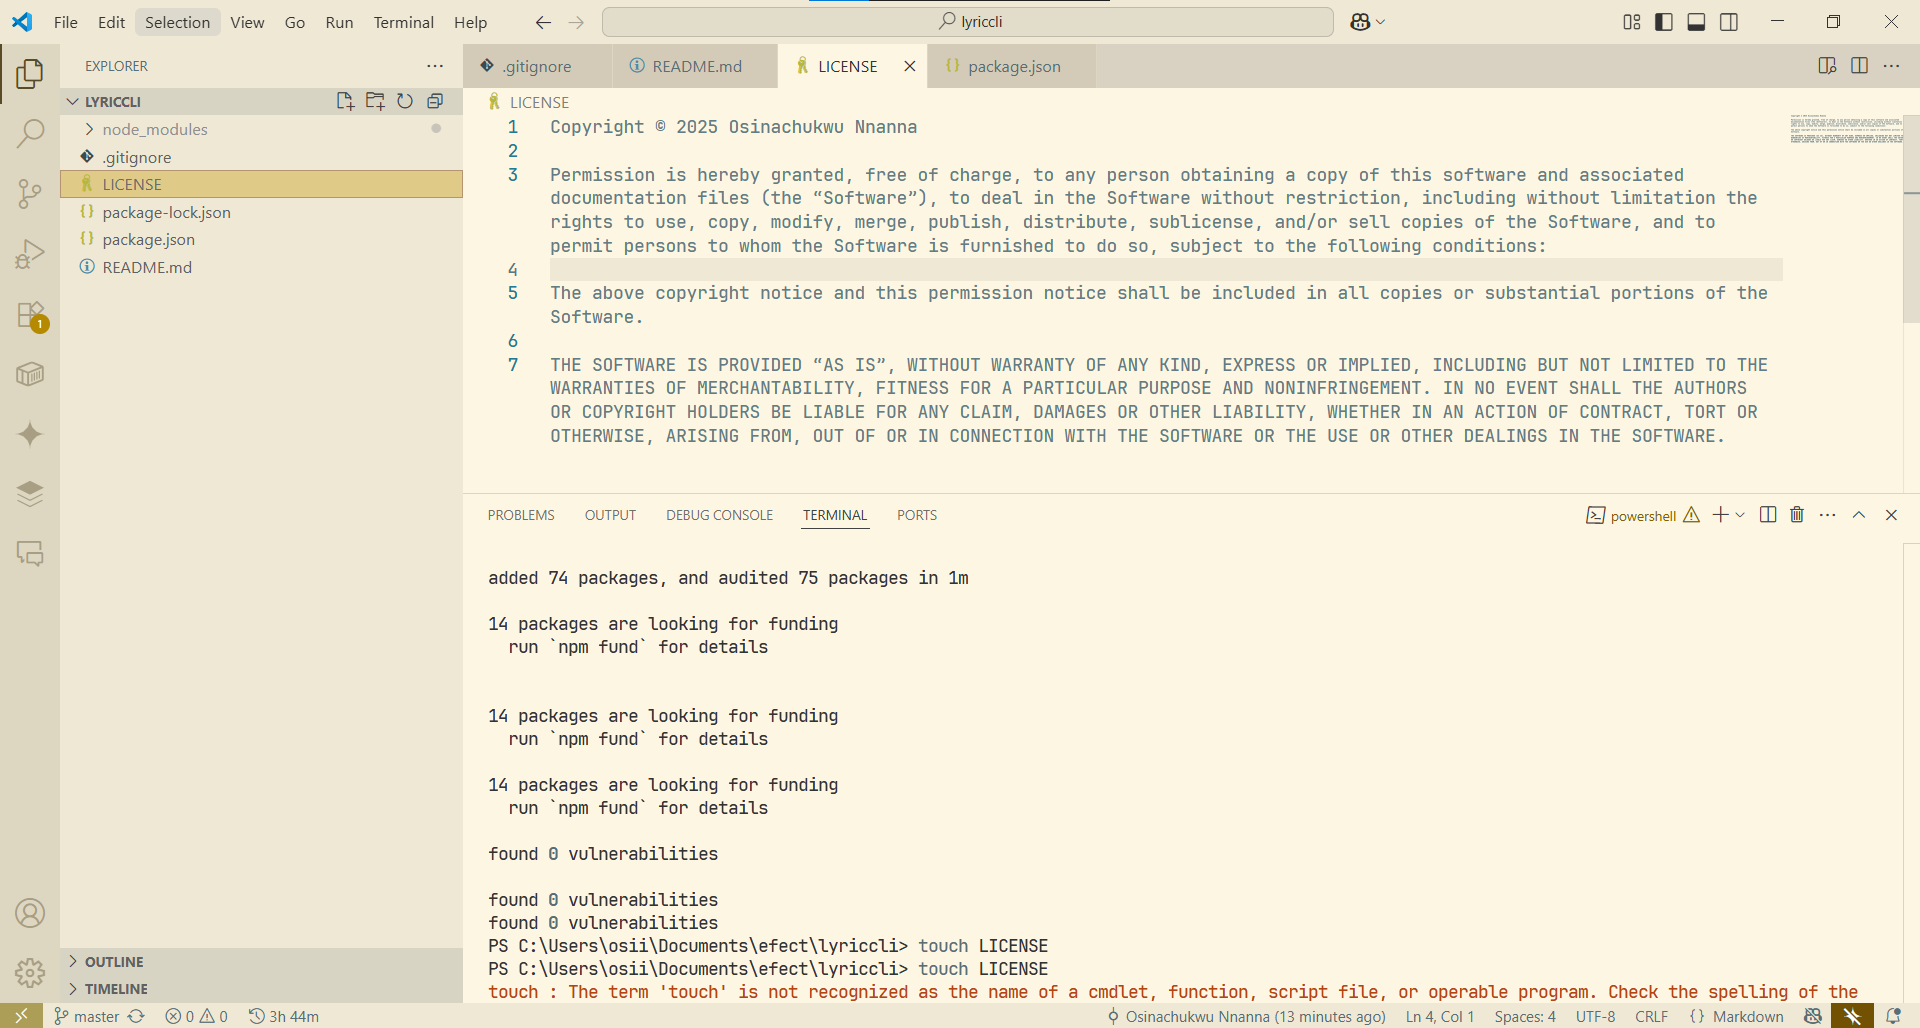 File Edit Selection View Go Run Terminal Help
lyriccli
EXPLORER
.gitignore
README.md
LICENSE
package.json
LYRICCLI
node_modules
.gitignore
LICENSE
package-lock.json
package.json
README.md
1
LICENSE
1 Copyright © 2025 Osinachukwu Nnanna
2
3 Permission is hereby granted, free of charge, to any person obtaining a copy of this software and associated
documentation files (the “Software”), to deal in the Software without restriction, including without limitation the
rights to use, copy, modify, merge, publish, distribute, sublicense, and/or sell copies of the Software, and to
permit persons to whom the Software is furnished to do so, subject to the following conditions:
4
5 The above copyright notice and this permission notice shall be included in all copies or substantial portions of the
Software.
6
7 THE SOFTWARE IS PROVIDED “AS IS”, WITHOUT WARRANTY OF ANY KIND, EXPRESS OR IMPLIED, INCLUDING BUT NOT LIMITED TO THE
WARRANTIES OF MERCHANTABILITY, FITNESS FOR A PARTICULAR PURPOSE AND NONINFRINGEMENT. IN NO EVENT SHALL THE AUTHORS
OR COPYRIGHT HOLDERS BE LIABLE FOR ANY CLAIM, DAMAGES OR OTHER LIABILITY, WHETHER IN AN ACTION OF CONTRACT, TORT OR
OTHERWISE, ARISING FROM, OUT OF OR IN CONNECTION WITH THE SOFTWARE OR THE USE OR OTHER DEALINGS IN THE SOFTWARE.
PROBLEMS OUTPUT DEBUG CONSOLE TERMINAL PORTS
powershell
added 74 packages, and audited 75 packages in 1m
14 packages are looking for funding
run `npm fund` for details
14 packages are looking for funding
run `npm fund` for details
14 packages are looking for funding
run `npm fund` for details
found 0 vulnerabilities
found 0 vulnerabilities
found 0 vulnerabilities
PS C:\Users\osii\Documents\efect\lyriccli> touch LICENSE
PS C:\Users\osii\Documents\efect\lyriccli> touch LICENSE
touch : The term 'touch' is not recognized as the name of a cmdlet, function, script file, or operable program. Check the spelling of the
OUTLINE
TIMELINE
master 0 0 3h 44m Osinachukwu Nnanna (13 minutes ago) Ln 4, Col 1 Spaces: 4 UTF-8 CRLF { } Markdown